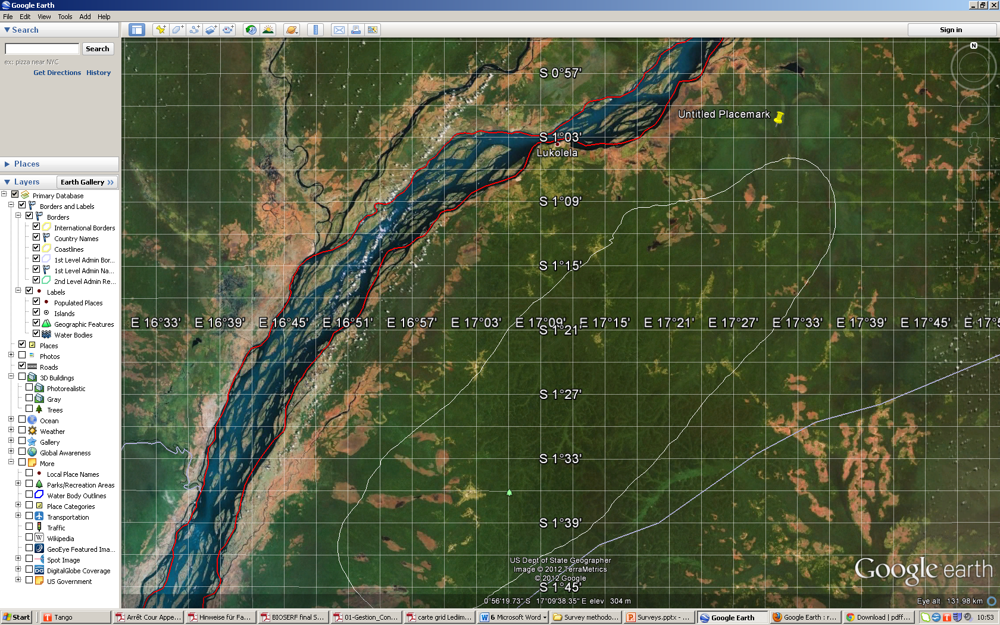 Google Earth
File Edit View Tools Add Help
Search
Sign in
Search
ex: pizza near NYC
Get Directions History
Places
Layers
Earth Gallery >>
Primary Database
Borders and Labels
Borders
International Borders
Country Names
Coastlines
1st Level Admin Bor...
1st Level Admin Na...
2nd Level Admin Re...
Labels
Populated Places
Islands
Geographic Features
Water Bodies
Places
Photos
Roads
3D Buildings
Photorealistic
Gray
Trees
Ocean
Weather
Gallery
Global Awareness
More
Local Place Names
Parks/Recreation Areas
Water Body Outlines
Place Categories
Transportation
Traffic
Wikipedia
GeoEye Featured Ima...
Spot Image
DigitalGlobe Coverage
US Government
N
S 0°57'
Untitled Placemark
S 1°03'
Lukolela
S 1°09'
S 1°15'
E 16°33' E 16°39' E 16°45' E 16°51' E 16°57' E 17°03' E 17°09' E 17°15' E 17°21' E 17°27' E 17°33' E 17°39' E 17°45'
S 1°21'
S 1°27'
S 1°33'
S 1°39'
US Dept of State Geographer
Image © 2012 TerraMetrics
© 2012 Google
S 1°45'
Google earth
0°56'19.73" S 17°09'38.35" E elev 304 m
Eye alt 131.98 km
Start
Tango
Arrêt Cour Appe...
Hinweise für Fa...
BIOSERF final S...
01-Gestion_Con...
carte grid Lediim...
6 Microsoft Word
Survey methodo...
Surveys.pptx - ...
Google Earth
Google Earth : r...
Download | pdff...
10:53